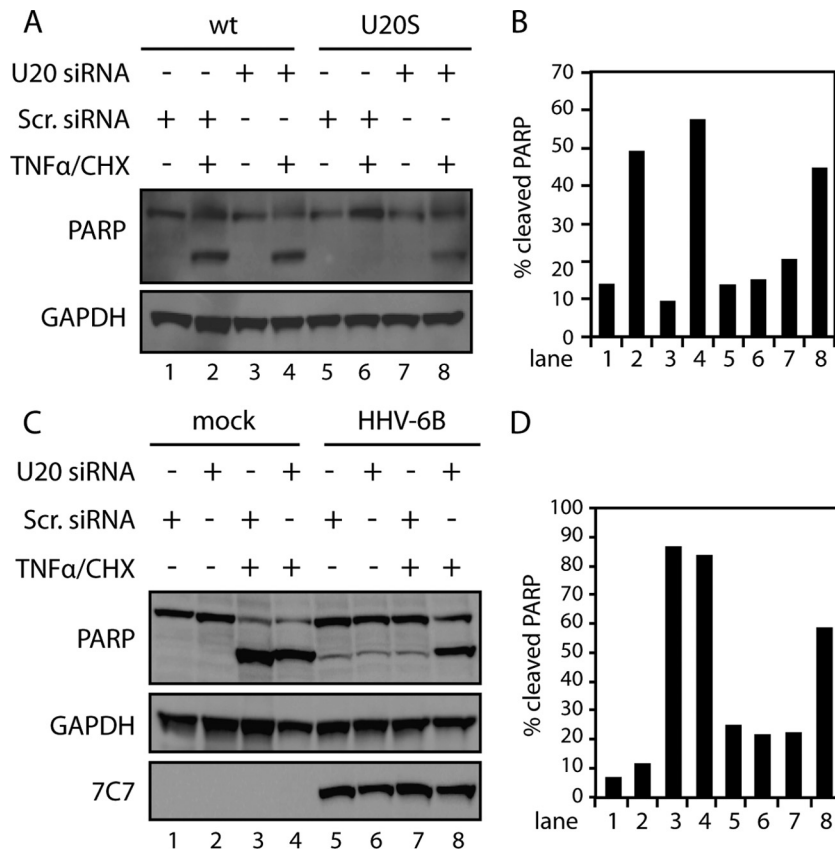 A
wt U20S
U20 siRNA - - + + - - + +
Scr. siRNA + + - - + + - -
TNFα/CHX - + - + - + - +
PARP
GAPDH
1 2 3 4 5 6 7 8
B
70
60
50
40
30
20
10
0
% cleaved PARP
lane 1 2 3 4 5 6 7 8
C
mock HHV-6B
U20 siRNA - + - + - + - +
Scr. siRNA + - + - + - + -
TNFα/CHX - - + + - - + +
PARP
GAPDH
7C7
1 2 3 4 5 6 7 8
D
100
90
80
70
60
50
40
30
20
10
0
% cleaved PARP
lane 1 2 3 4 5 6 7 8